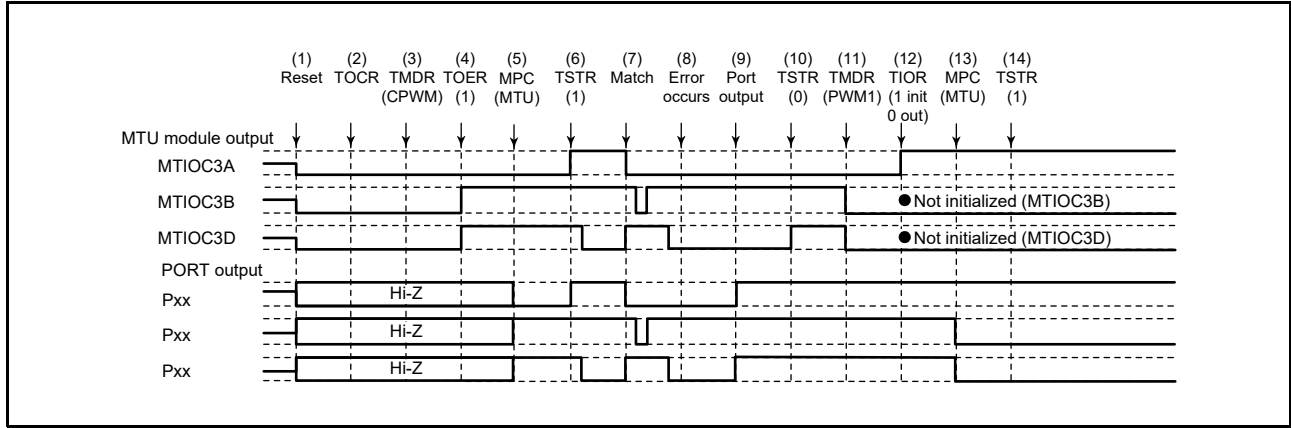 (1) (2) (3) (4) (5) (6) (7) (8) (9) (10) (11) (12) (13) (14)
Reset TOCR TMDR TOER MPC TSTR Match Error Port TSTR TMDR TIOR MPC TSTR
(CPWM) (1) (MTU) (1) occurs output (0) (PWM1) (1 init (MTU) (1)
0 out)
MTU module output
MTIOC3A
MTIOC3B
● Not initialized (MTIOC3B)
MTIOC3D
● Not initialized (MTIOC3D)
PORT output
Pxx
Hi-Z
Pxx
Hi-Z
Pxx
Hi-Z